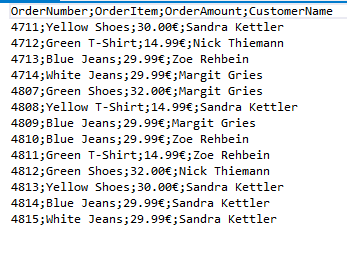 OrderNumber;OrderItem;OrderAmount;CustomerName
4711;Yellow Shoes;30.00€;Sandra Kettler
4712;Green T-Shirt;14.99€;Nick Thiemann
4713;Blue Jeans;29.99€;Zoe Rehbein
4714;White Jeans;29.99€;Margit Gries
4807;Green Shoes;32.00€;Margit Gries
4808;Yellow T-Shirt;14.99€;Sandra Kettler
4809;Blue Jeans;29.99€;Margit Gries
4810;Blue Jeans;29.99€;Zoe Rehbein
4811;Green T-Shirt;14.99€;Zoe Rehbein
4812;Green Shoes;32.00€;Nick Thiemann
4813;Yellow Shoes;30.00€;Sandra Kettler
4814;Blue Jeans;29.99€;Sandra Kettler
4815;White Jeans;29.99€;Sandra Kettler